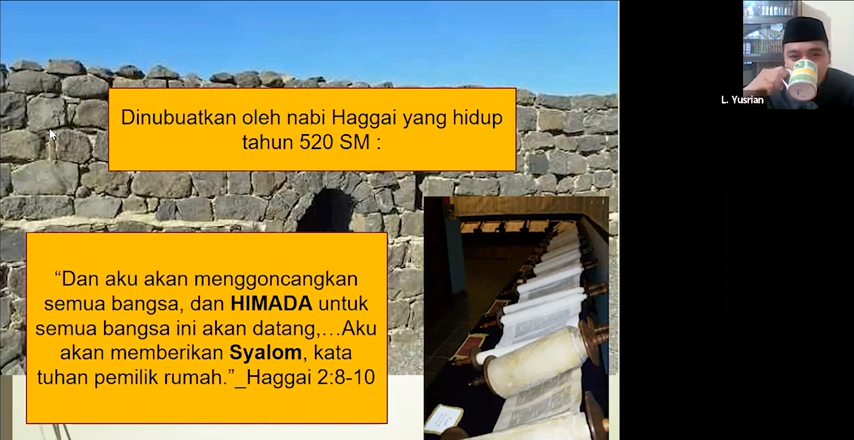 Dinubuatkan oleh nabi Haggai yang hidup
tahun 520 SM :
“Dan aku akan menggoncangkan
semua bangsa, dan HIMADA untuk
semua bangsa ini akan datang,…Aku
akan memberikan Syalom, kata
tuhan pemilik rumah.”_Haggai 2:8-10
L. Yusrian